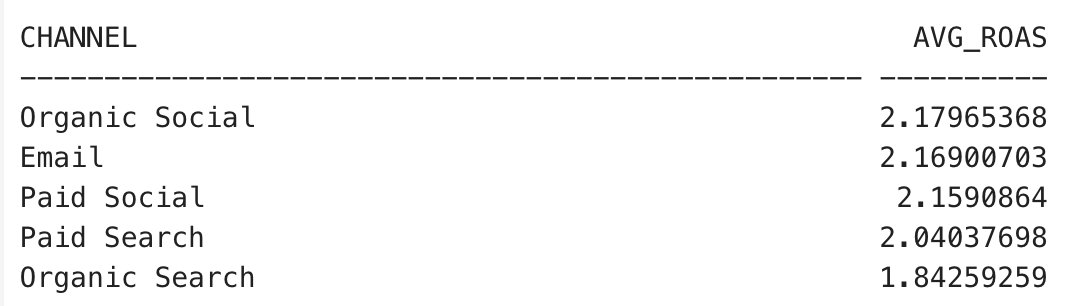 CHANNEL AVG_ROAS
-------------------------------------------------- ----------
Organic Social 2.17965368
Email 2.16900703
Paid Social 2.1590864
Paid Search 2.04037698
Organic Search 1.84259259